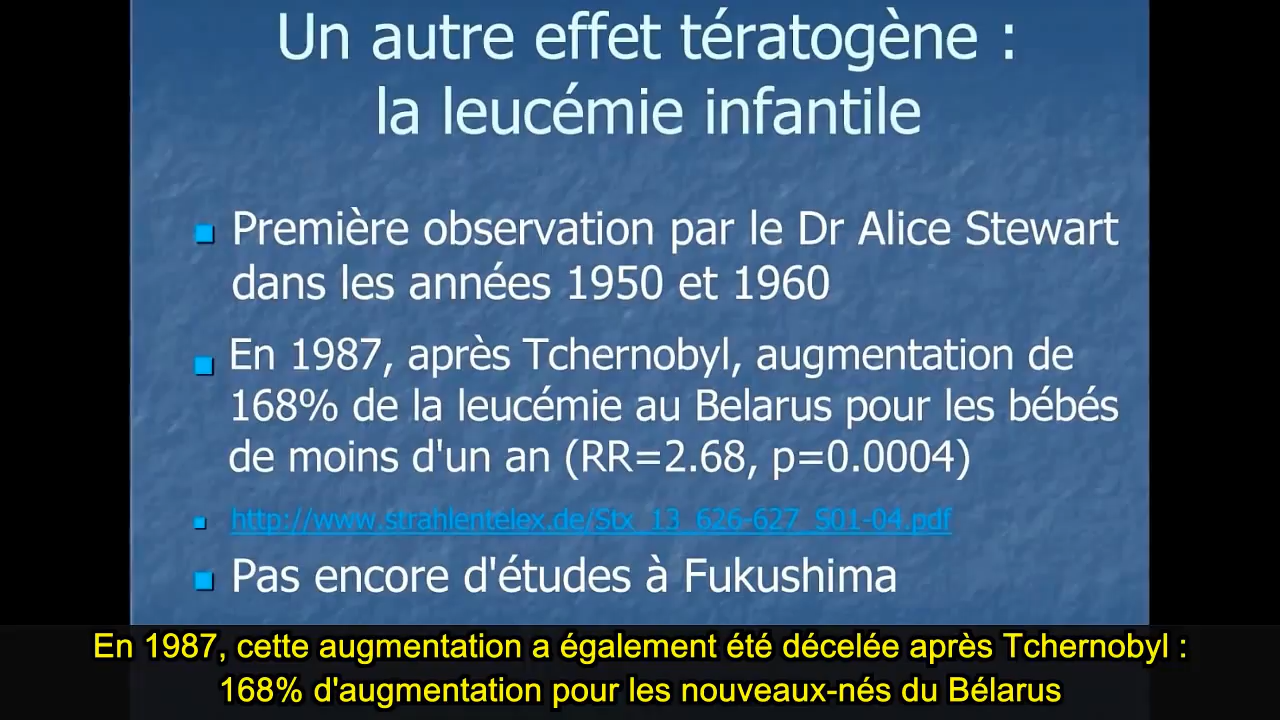 Un autre effet tératogène :
la leucémie infantile
Première observation par le Dr Alice Stewart
dans les années 1950 et 1960
En 1987, après Tchernobyl, augmentation de
168% de la leucémie au Belarus pour les bébés
de moins d'un an (RR=2.68, p=0.0004)
http://www.strahlentelex.de/Stx_13_626-627_S01-04.pdf
Pas encore d'études à Fukushima
En 1987, cette augmentation a également été décelée après Tchernobyl :
168% d'augmentation pour les nouveaux-nés du Bélarus